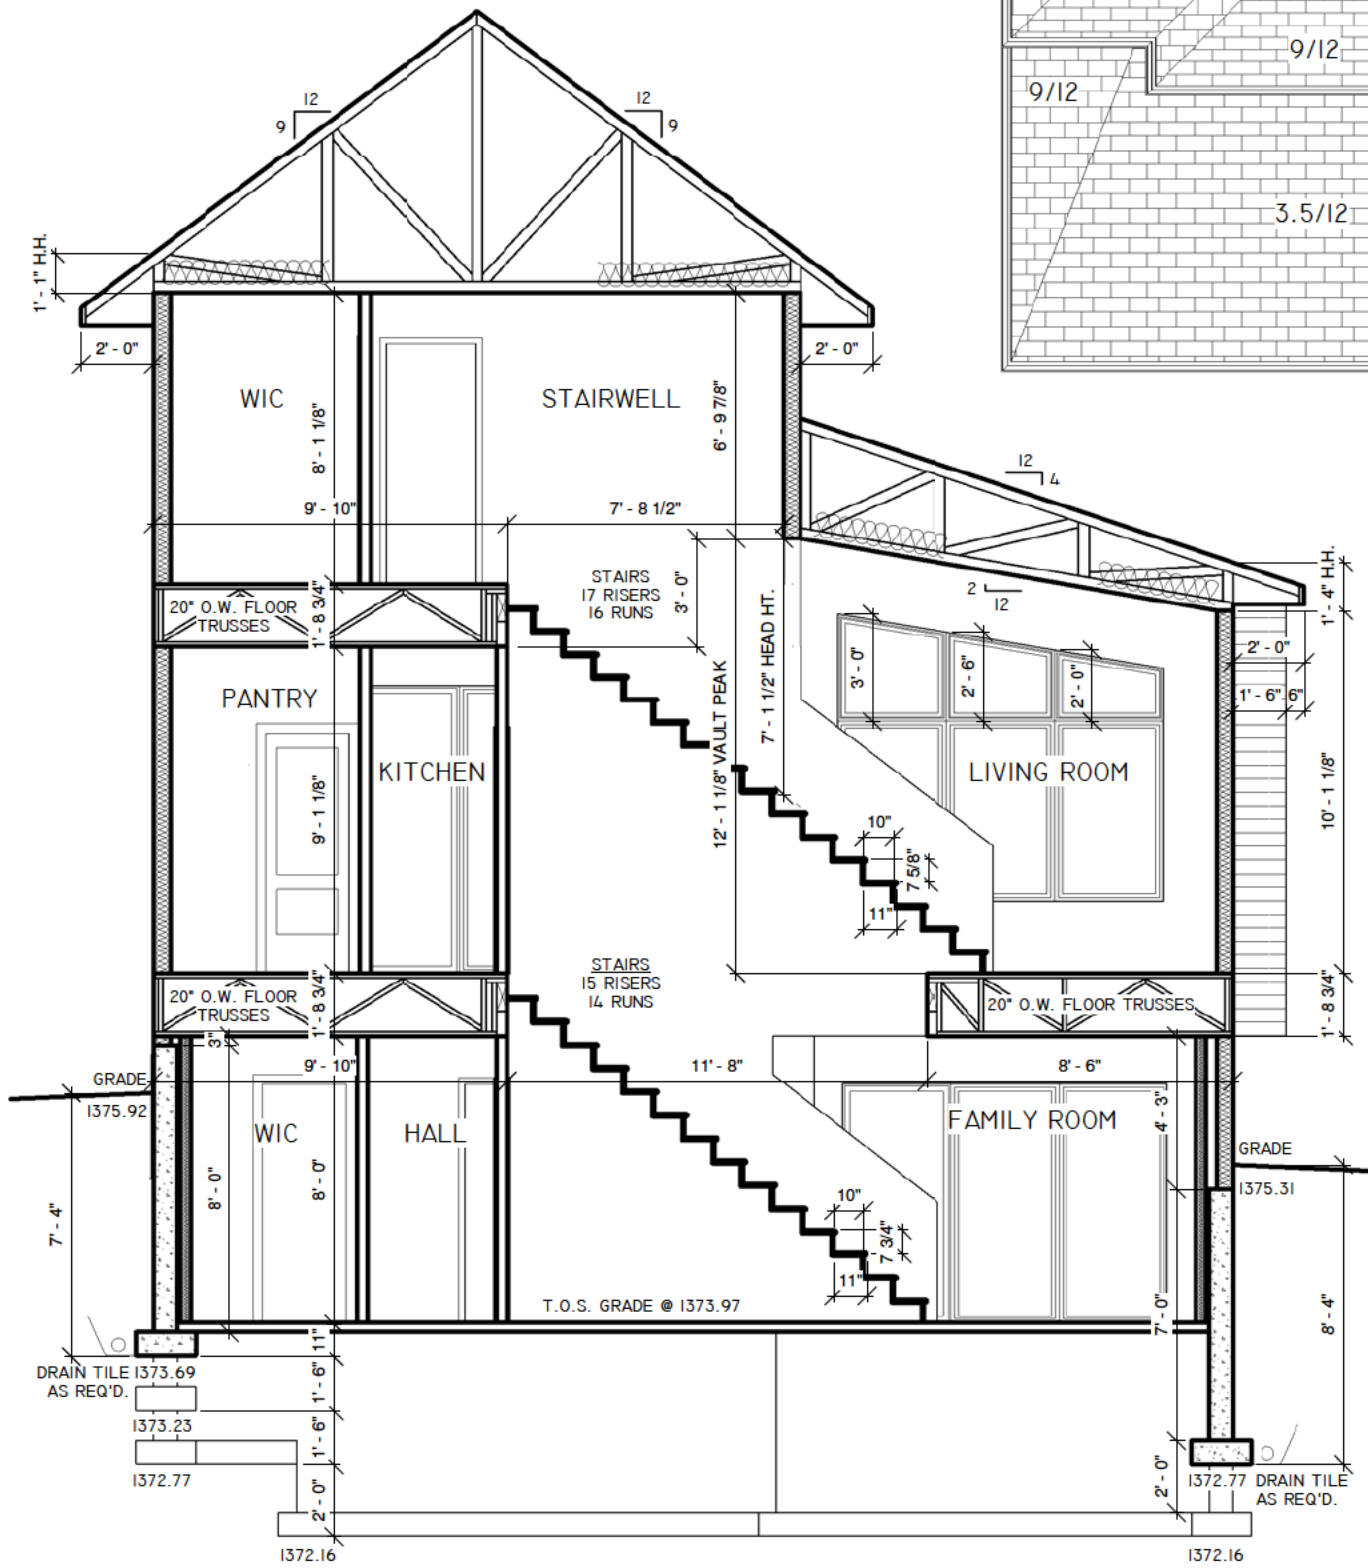 9/12
9/12
3.5/12
12
9
12
9
1' - 1" H.H.
2' - 0"
2' - 0"
WIC
STAIRWELL
8' - 1 1/8"
6' - 9 7/8"
12
4
9' - 10"
7' - 8 1/2"
STAIRS
17 RISERS
16 RUNS
3' - 0"
2
12
1' - 4" H.H.
20" O.W. FLOOR
TRUSSES
1' - 8 3/4"
7' - 1 1/2" HEAD HT.
12' - 1 1/8" VAULT PEAK
3' - 0"
2' - 6"
2' - 0"
2' - 0"
1' - 6"
6"
PANTRY
KITCHEN
LIVING ROOM
9' - 1 1/8"
10' - 1 1/8"
10"
7 5/8"
11"
STAIRS
15 RISERS
14 RUNS
20" O.W. FLOOR
TRUSSES
1' - 8 3/4"
20" O.W. FLOOR TRUSSES
1' - 8 3/4"
3"
9' - 10"
11' - 8"
8' - 6"
GRADE
1375.92
WIC
HALL
FAMILY ROOM
4' - 3"
GRADE
1375.31
7' - 4"
8' - 0"
8' - 0"
10"
7 3/4"
11"
T.O.S. GRADE @ 1373.97
7' - 0"
8' - 4"
11"
DRAIN TILE
AS REQ'D.
1373.69
1' - 6"
1373.23
1' - 6"
1372.77
2' - 0"
1372.16
2' - 0"
1372.77
DRAIN TILE
AS REQ'D.
1372.16